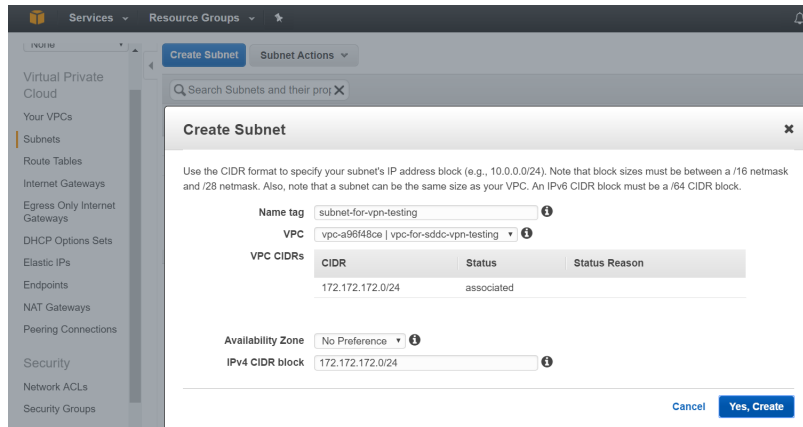 Services
Resource Groups
None
Create Subnet
Subnet Actions
Search Subnets and their prop
Virtual Private
Cloud
Your VPCs
Subnets
Route Tables
Internet Gateways
Egress Only Internet
Gateways
DHCP Options Sets
Elastic IPs
Endpoints
NAT Gateways
Peering Connections
Security
Network ACLs
Security Groups
Create Subnet
Use the CIDR format to specify your subnet's IP address block (e.g., 10.0.0.0/24). Note that block sizes must be between a /16 netmask
and /28 netmask. Also, note that a subnet can be the same size as your VPC. An IPv6 CIDR block must be a /64 CIDR block.
Name tag subnet-for-vpn-testing
VPC vpc-a96f48ce | vpc-for-sddc-vpn-testing
VPC CIDRs
CIDR Status Status Reason
172.172.172.0/24 associated
Availability Zone No Preference
IPv4 CIDR block 172.172.172.0/24
Cancel Yes, Create